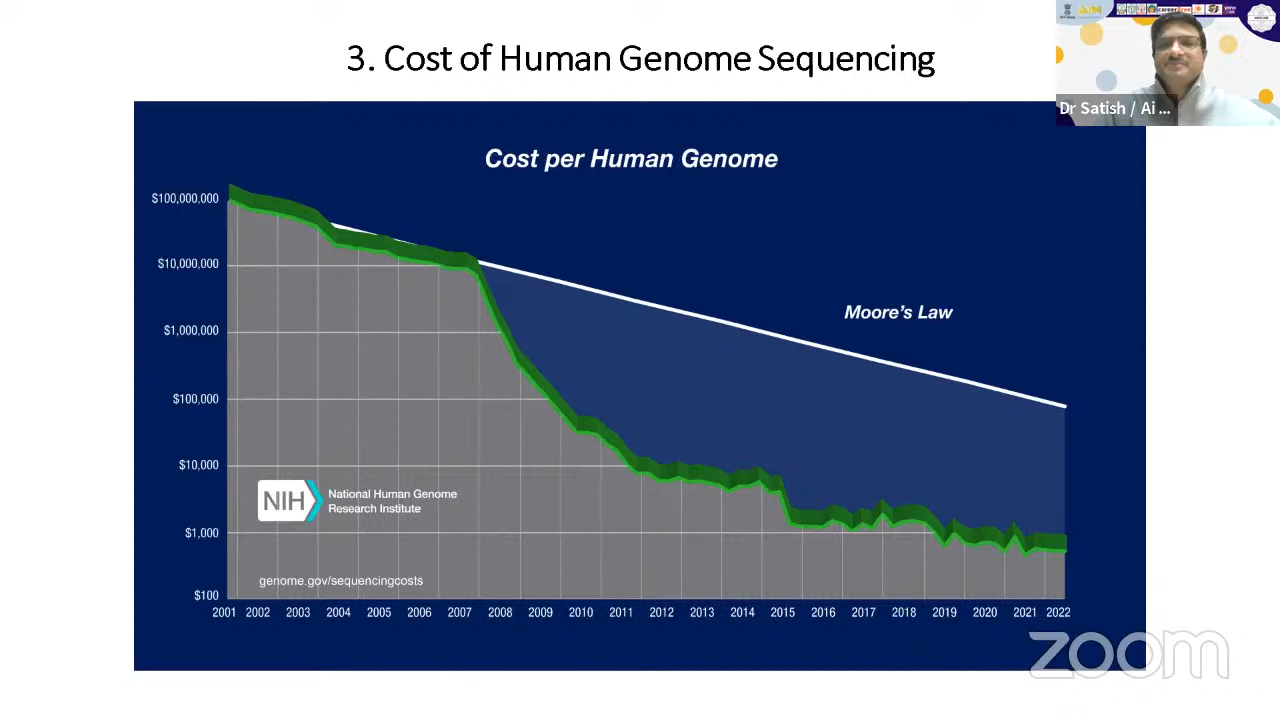 3. Cost of Human Genome Sequencing
Dr Satish / Ai ...
Cost per Human Genome
$100,000,000
$10,000,000
$1,000,000
$100,000
$10,000
$1,000
$100
Moore's Law
NIH
National Human Genome
Research Institute
genome.gov/sequencingcosts
2001 2002 2003 2004 2005 2006 2007 2008 2009 2010 2011 2012 2013 2014 2015 2016 2017 2018 2019 2020 2021 2022
zoom